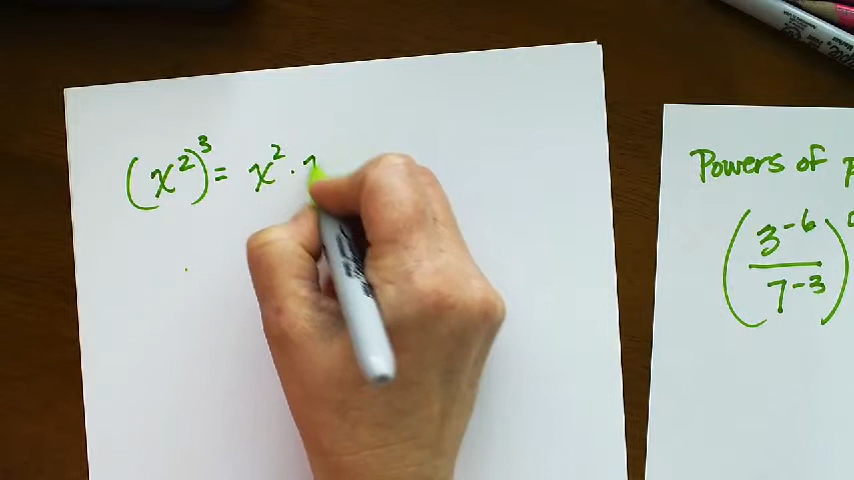 (x²)³ = x² ·
Powers of
(3⁻⁶/7⁻³)